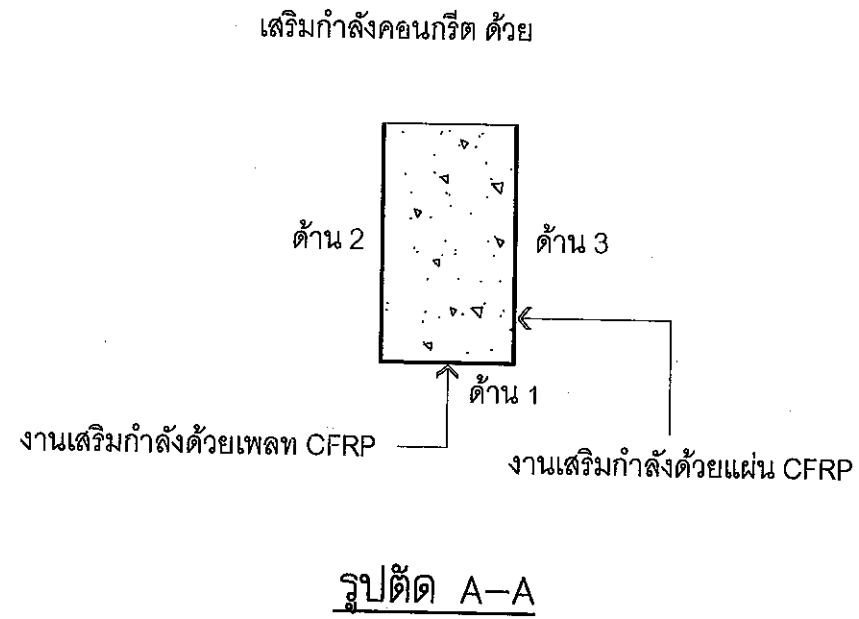 เสริมกำลังคอนกรีต ด้วย
ด้าน 2
ด้าน 3
ด้าน 1
งานเสริมกำลังด้วยเพลท CFRP
งานเสริมกำลังด้วยแผ่น CFRP
รูปตัด A-A